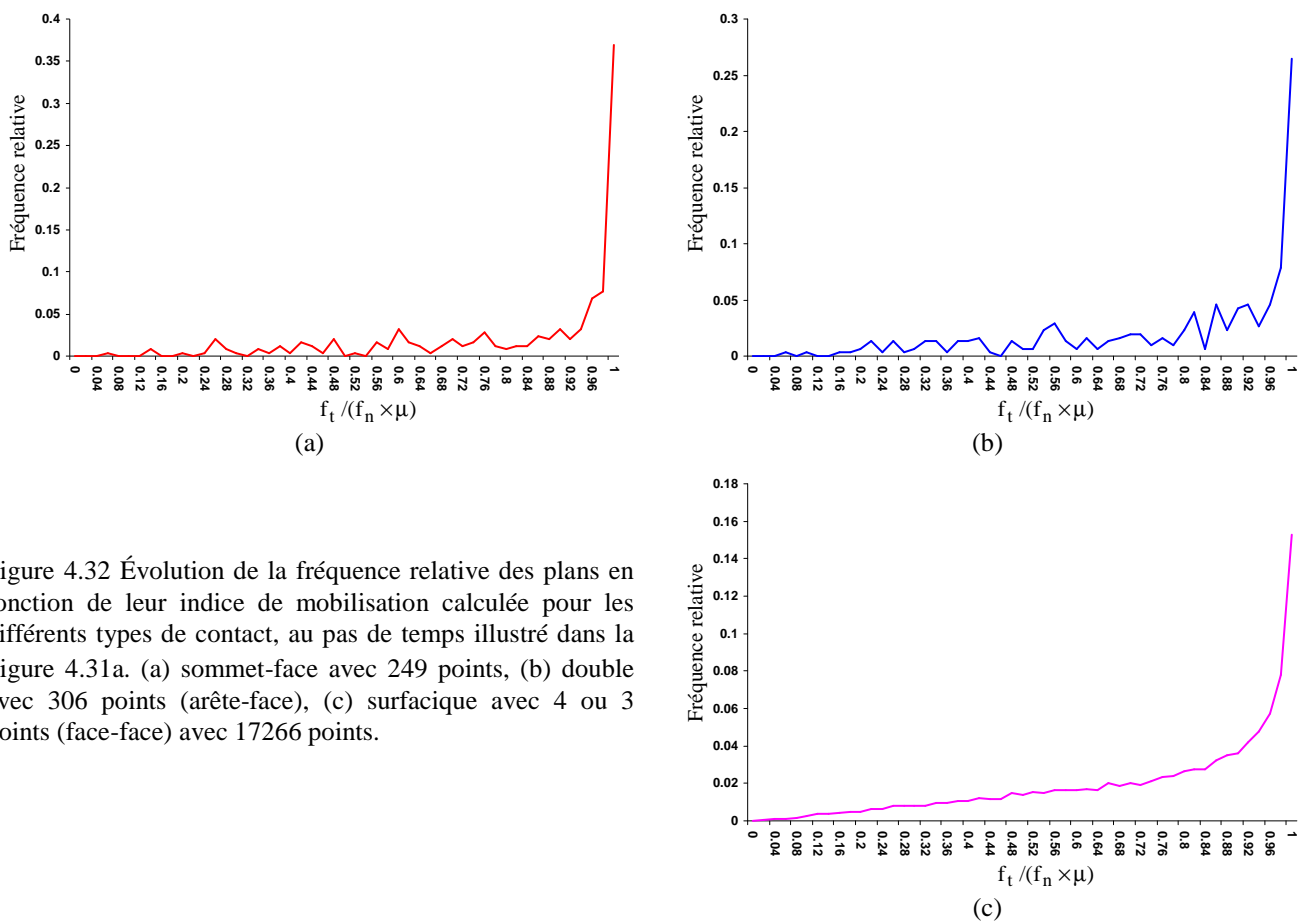 0.4
0.35
0.3
0.25
0.2
0.15
0.1
0.05
0
Fréquence relative
0 0.04 0.08 0.12 0.16 0.2 0.24 0.28 0.32 0.36 0.4 0.44 0.48 0.52 0.56 0.6 0.64 0.68 0.72 0.76 0.8 0.84 0.88 0.92 0.96 1
f_t /(f_n ×µ)
(a)
0.3
0.25
0.2
0.15
0.1
0.05
0
Fréquence relative
0 0.04 0.08 0.12 0.16 0.2 0.24 0.28 0.32 0.36 0.4 0.44 0.48 0.52 0.56 0.6 0.64 0.68 0.72 0.76 0.8 0.84 0.88 0.92 0.96 1
f_t /(f_n ×µ)
(b)
igure 4.32 Évolution de la fréquence relative des plans en
onction de leur indice de mobilisation calculée pour les
ifférents types de contact, au pas de temps illustré dans la
igure 4.31a. (a) sommet-face avec 249 points, (b) double
vec 306 points (arête-face), (c) surfacique avec 4 ou 3
oints (face-face) avec 17266 points.
0.18
0.16
0.14
0.12
0.1
0.08
0.06
0.04
0.02
0
Fréquence relative
0 0.04 0.08 0.12 0.16 0.2 0.24 0.28 0.32 0.36 0.4 0.44 0.48 0.52 0.56 0.6 0.64 0.68 0.72 0.76 0.8 0.84 0.88 0.92 0.96 1
f_t /(f_n ×µ)
(c)